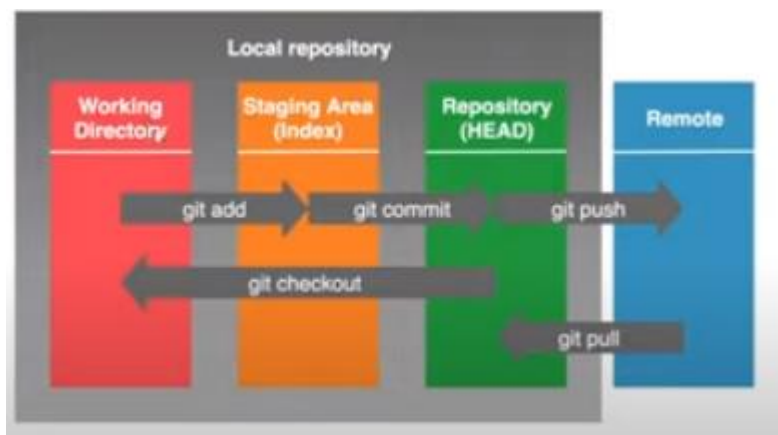 Local repository
Working
Directory
Staging Area
(Index)
Repository
(HEAD)
Remote
git add
git commit
git push
git checkout
git pull